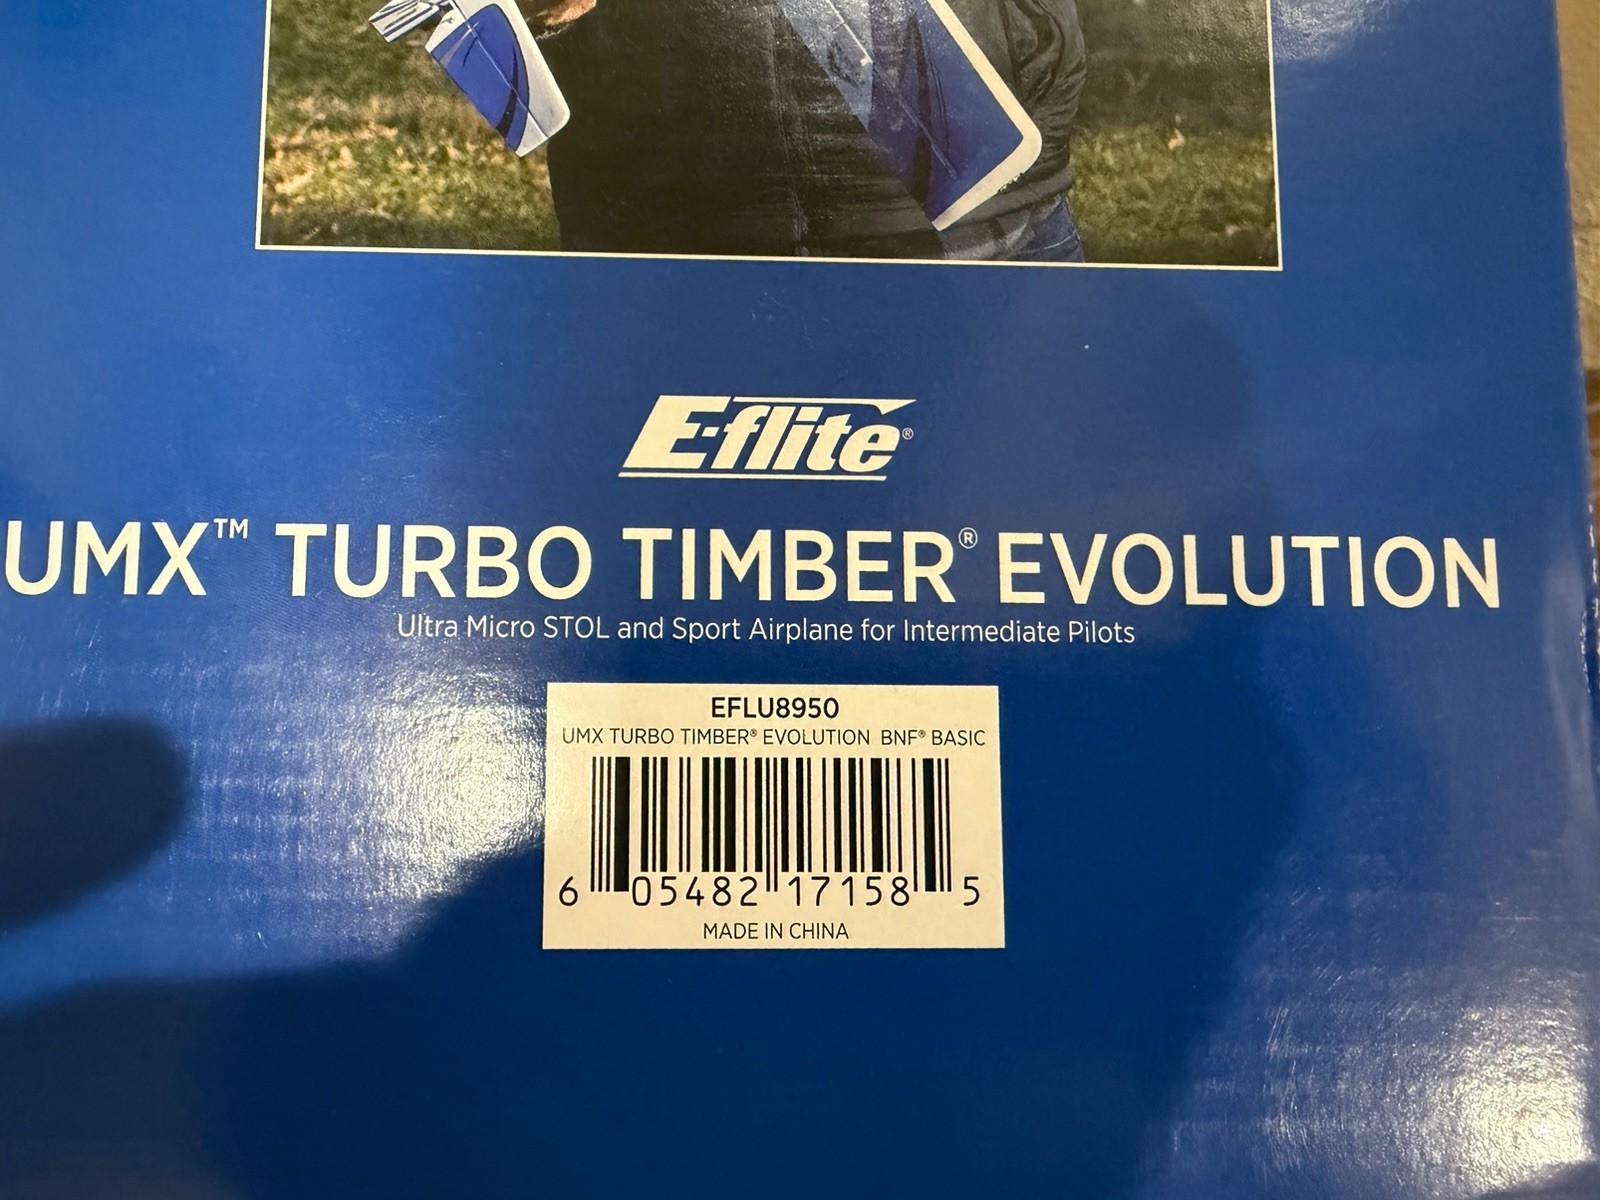 E-flite®
UMX™ TURBO TIMBER® EVOLUTION
Ultra Micro STOL and Sport Airplane for Intermediate Pilots
EFLU8950
UMX TURBO TIMBER® EVOLUTION BNF® BASIC
6 05482 17158 5
MADE IN CHINA